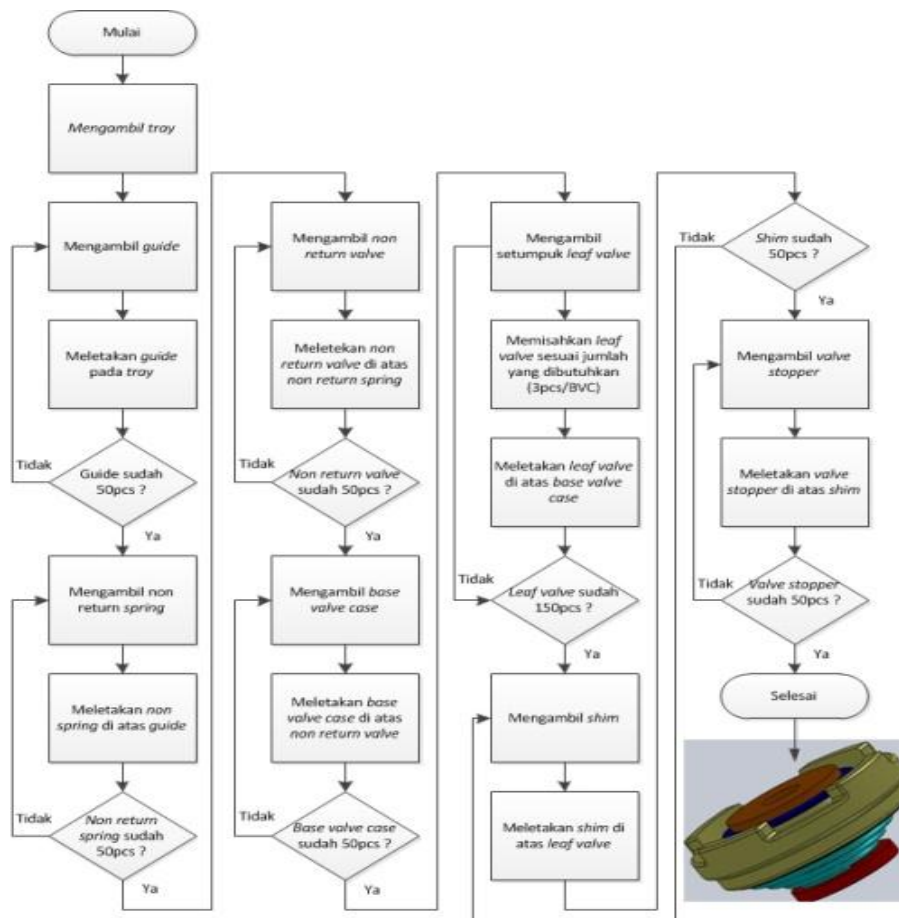 Mulai
Mengambil tray
Mengambil guide
Meletakan guide
pada tray
Tidak
Guide sudah
50pcs ?
Ya
Mengambil non
return spring
Meletakan non
spring di atas guide
Tidak
Non return
spring sudah
50pcs ?
Ya
Mengambil non
return valve
Meletekan non
return valve di atas
non return spring
Tidak
Non return valve
sudah 50pcs ?
Ya
Mengambil base
valve case
Meletakan base
valve case di atas
non return valve
Tidak
Base valve case
sudah 50pcs ?
Ya
Mengambil
setumpuk leaf valve
Memisahkan leaf
valve sesuai jumlah
yang dibutuhkan
(3pcs/BVC)
Meletakan leaf valve
di atas base valve
case
Tidak
Leaf valve sudah
150pcs ?
Ya
Mengambil shim
Meletakan shim di
atas leaf valve
Tidak
Shim sudah
50pcs ?
Ya
Mengambil valve
stopper
Meletakan valve
stopper di atas shim
Tidak
Valve stopper
sudah 50pcs ?
Ya
Selesai